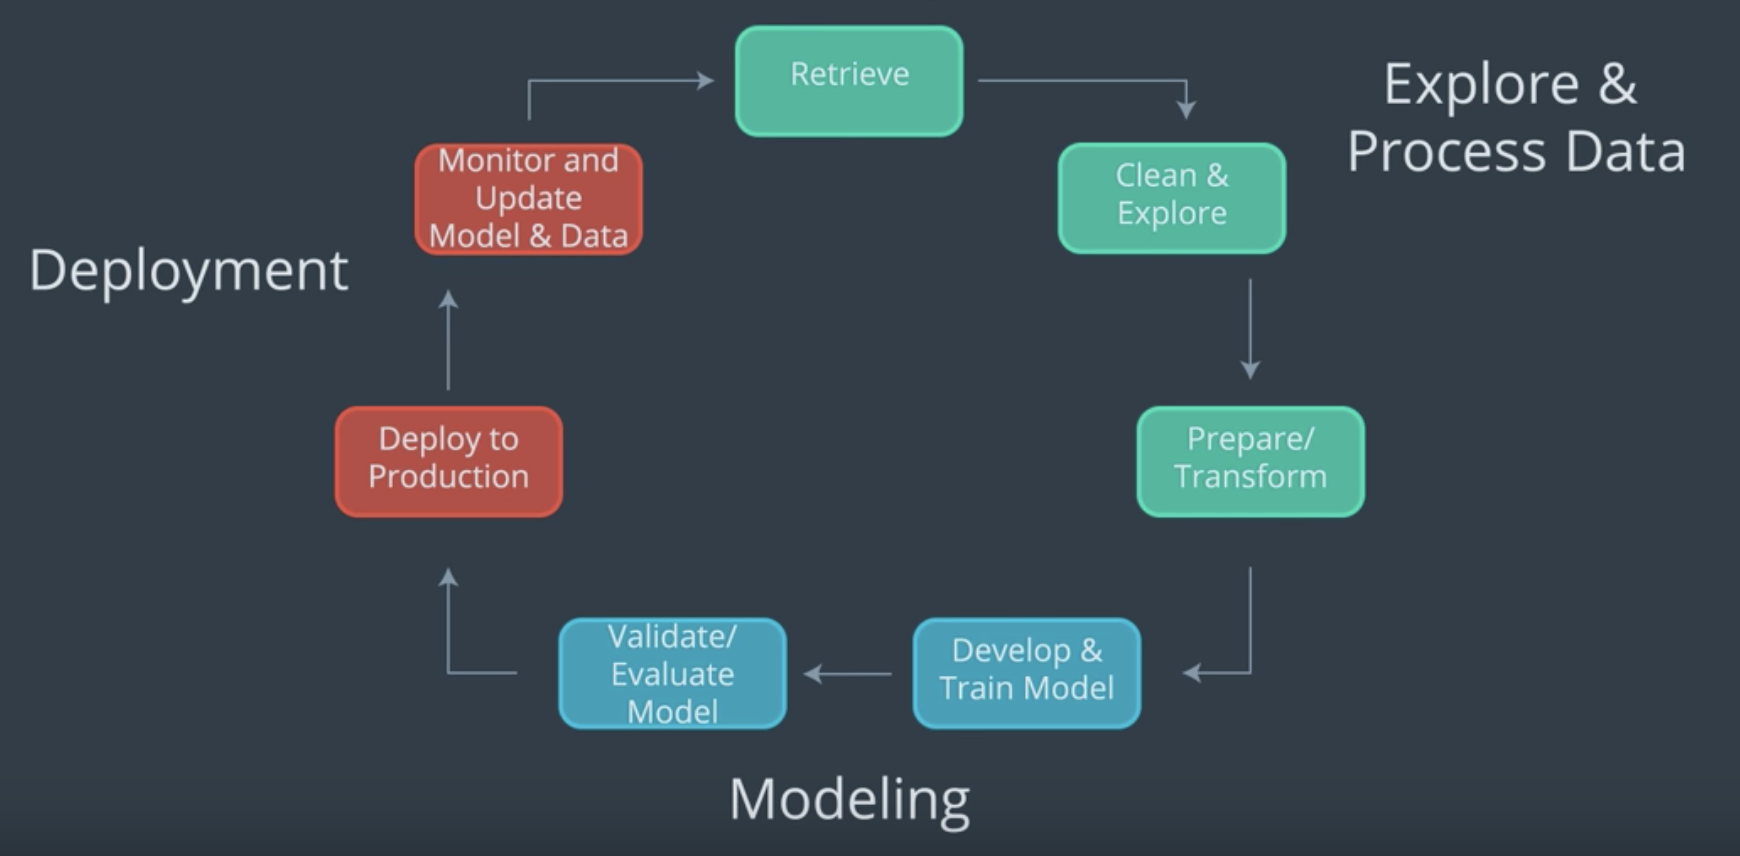 Retrieve
Explore &
Process Data
Clean &
Explore
Monitor and
Update
Model & Data
Deployment
Prepare/
Transform
Deploy to
Production
Develop &
Train Model
Validate/
Evaluate
Model
Modeling